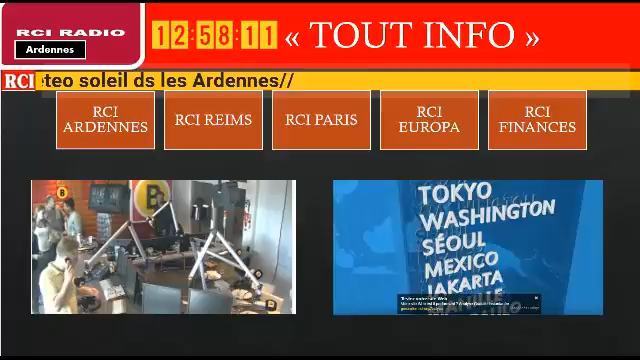 RCI RADIO
Ardennes
12:58:11
« TOUT INFO »
RCI
eteo soleil ds les Ardennes//
RCI ARDENNES
RCI REIMS
RCI PARIS
RCI EUROPA
RCI FINANCES
B
B
TOKYO
WASHINGTON
SÉOUL
MEXICO
JAKARTA